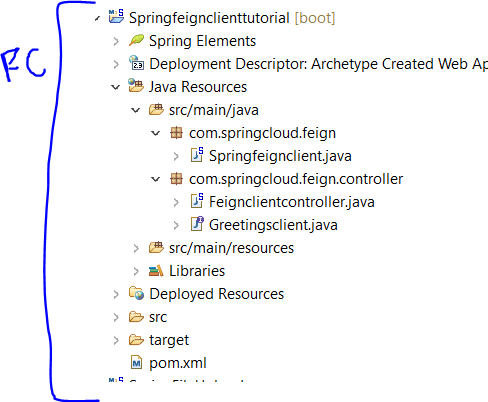 Springfeignclienttutorial [boot]
FC
Spring Elements
Deployment Descriptor: Archetype Created Web Ap
Java Resources
src/main/java
com.springcloud.feign
Springfeignclient.java
com.springcloud.feign.controller
Feignclientcontroller.java
Greetingsclient.java
src/main/resources
Libraries
Deployed Resources
src
target
pom.xml